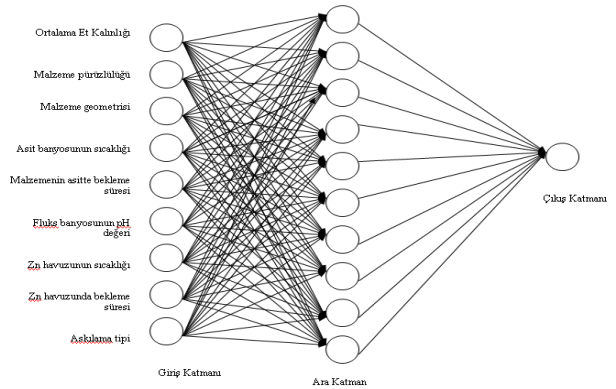 Ortalama Et Kalınlığı
Malzeme pürüzlülüğü
Malzeme geometrisi
Asit banyosunun sıcaklığı
Malzemenin asitte bekleme
süresi
Fluks banyosunun pH
değeri
Zn havuzunun sıcaklığı
Zn havuzunda bekleme
süresi
Askılama tipi
Giriş Katmanı
Ara Katman
Çıkış Katmanı